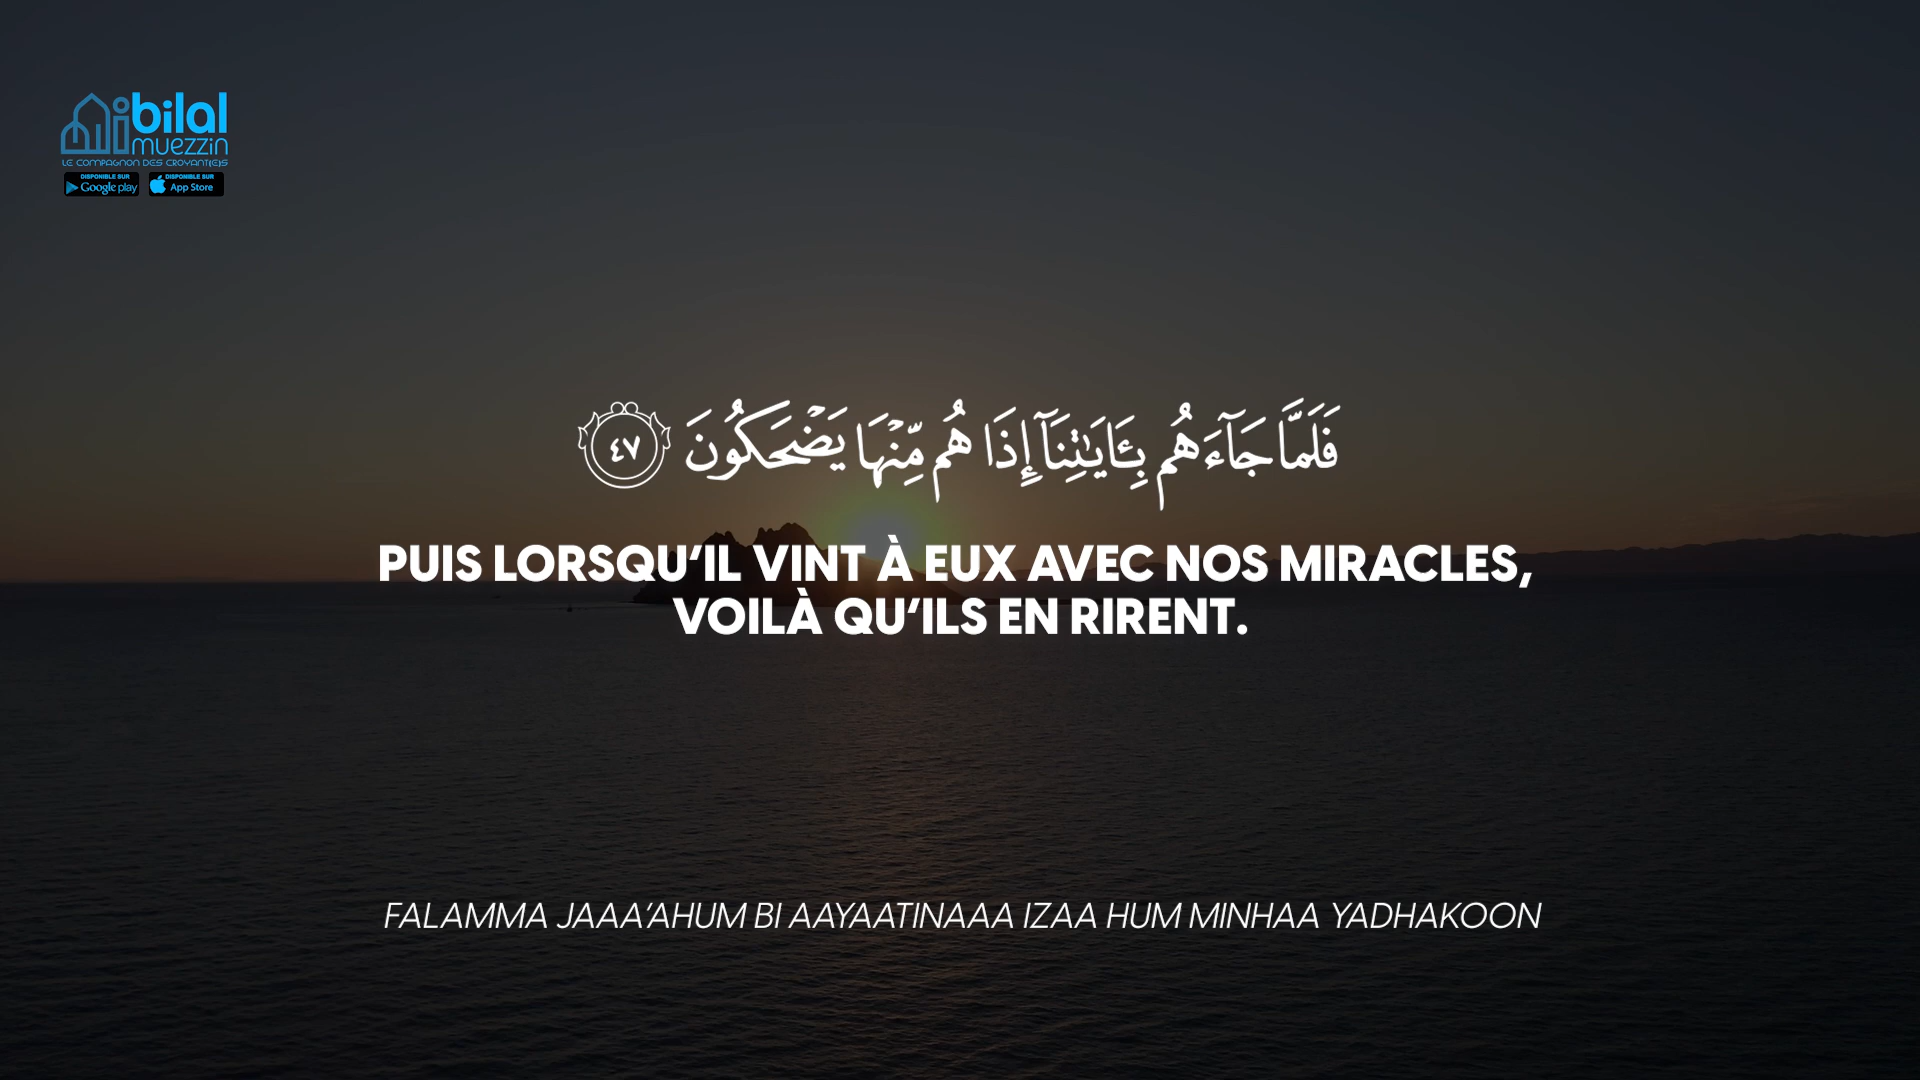 bilal
muezzin
LE COMPAGNON DES CROYANT(E)S
DISPONIBLE SUR
Google play
DISPONIBLE SUR
App Store
فَلَمَّا جَآءَهُم بِـَٔايَـٰتِنَآ إِذَا هُم مِّنْهَا يَضْحَكُونَ ٤٧
PUIS LORSQU’IL VINT À EUX AVEC NOS MIRACLES,
VOILÀ QU’ILS EN RIRENT.
FALAMMA JAAA’AHUM BI AAYAATINAAA IZAA HUM MINHAA YADHAKOON